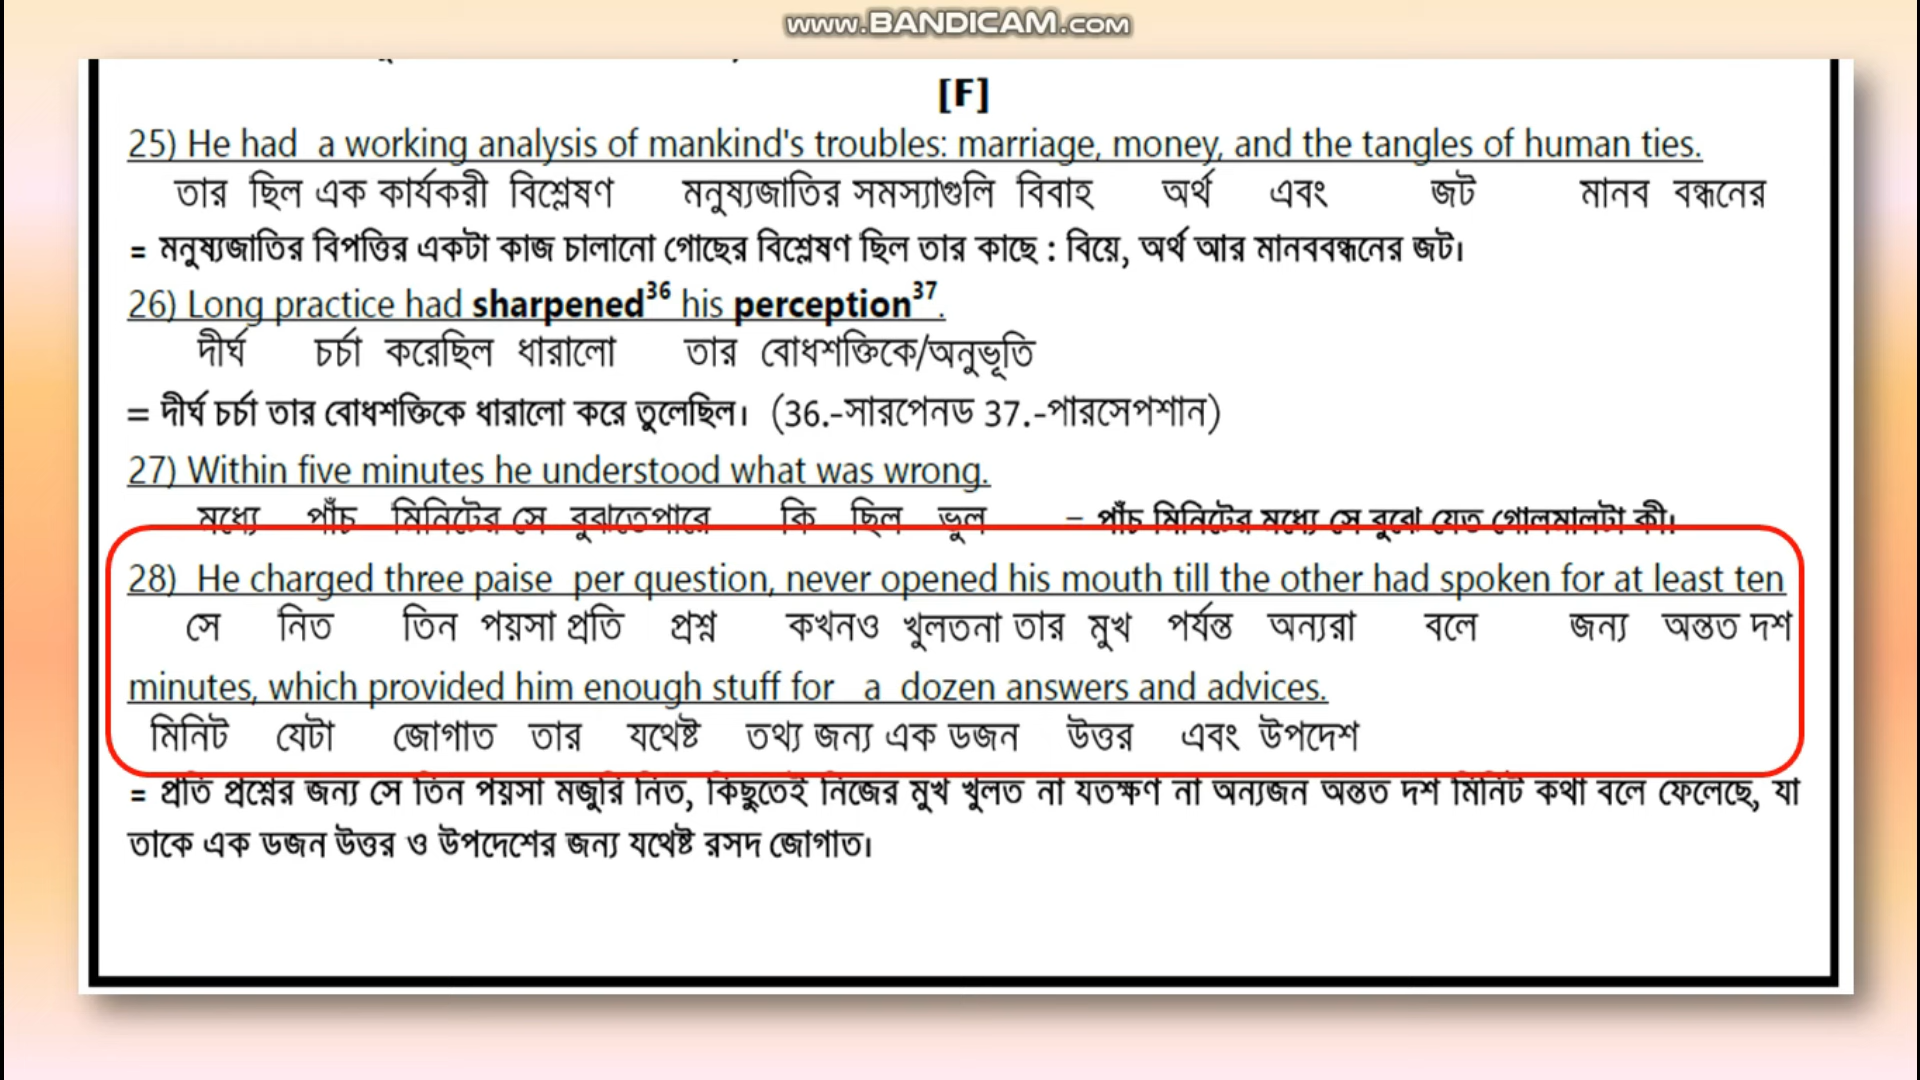 www.BANDICAM.com
[F]
25) He had a working analysis of mankind's troubles: marriage, money, and the tangles of human ties.
তার ছিল এক কার্যকরী বিশ্লেষণ মনুষ্যজাতির সমস্যাগুলি বিবাহ অর্থ এবং জট মানব বন্ধনের
= মনুষ্যজাতির বিপত্তির একটা কাজ চালানো গোছের বিশ্লেষণ ছিল তার কাছে : বিয়ে, অর্থ আর মানববন্ধনের জট।
26) Long practice had sharpened36 his perception37.
দীর্ঘ চর্চা করেছিল ধারালো তার বোধশক্তিকে/অনুভূতি
= দীর্ঘ চর্চা তার বোধশক্তিকে ধারালো করে তুলেছিল। (36.-সারপেনড 37.-পারসেপশান)
27) Within five minutes he understood what was wrong.
মধ্যে পাঁচ মিনিটের সে বুঝতেপারে কি ছিল ভুল = পাঁচ মিনিটের মধ্যে সে বুঝে যেত গোলমালটা কী।
28) He charged three paise per question, never opened his mouth till the other had spoken for at least ten
সে নিত তিন পয়সা প্রতি প্রশ্ন কখনও খুলতনা তার মুখ পর্যন্ত অন্যরা বলে জন্য অন্তত দশ
minutes, which provided him enough stuff for a dozen answers and advices.
মিনিট যেটা জোগাত তার যথেষ্ট তথ্য জন্য এক ডজন উত্তর এবং উপদেশ
= প্রতি প্রশ্নের জন্য সে তিন পয়সা মজুরি নিত, কিছুতেই নিজের মুখ খুলত না যতক্ষণ না অন্যজন অন্তত দশ মিনিট কথা বলে ফেলেছে, যা
তাকে এক ডজন উত্তর ও উপদেশের জন্য যথেষ্ট রসদ জোগাত।